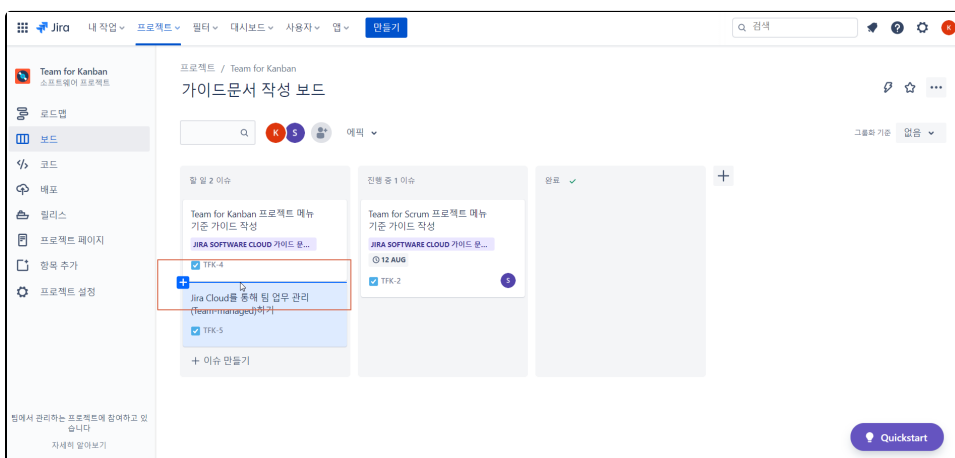 Jira 내 작업 프로젝트 필터 대시보드 사용자 앱 만들기 검색 K
Team for Kanban
소프트웨어 프로젝트
로드맵
보드
코드
배포
릴리스
프로젝트 페이지
항목 추가
프로젝트 설정
팀에서 관리하는 프로젝트에 참여하고 있
습니다
자세히 알아보기
프로젝트 / Team for Kanban
가이드문서 작성 보드
K S 에픽
그룹화 기준 없음
할 일 2 이슈
Team for Kanban 프로젝트 메뉴
기준 가이드 작성
JIRA SOFTWARE CLOUD 가이드 문...
TFK-4
Jira Cloud를 통해 팀 업무 관리
(Team-managed)하기
TFK-5
+ 이슈 만들기
진행 중 1 이슈
Team for Scrum 프로젝트 메뉴
기준 가이드 작성
JIRA SOFTWARE CLOUD 가이드 문...
12 AUG
TFK-2 S
완료
Quickstart